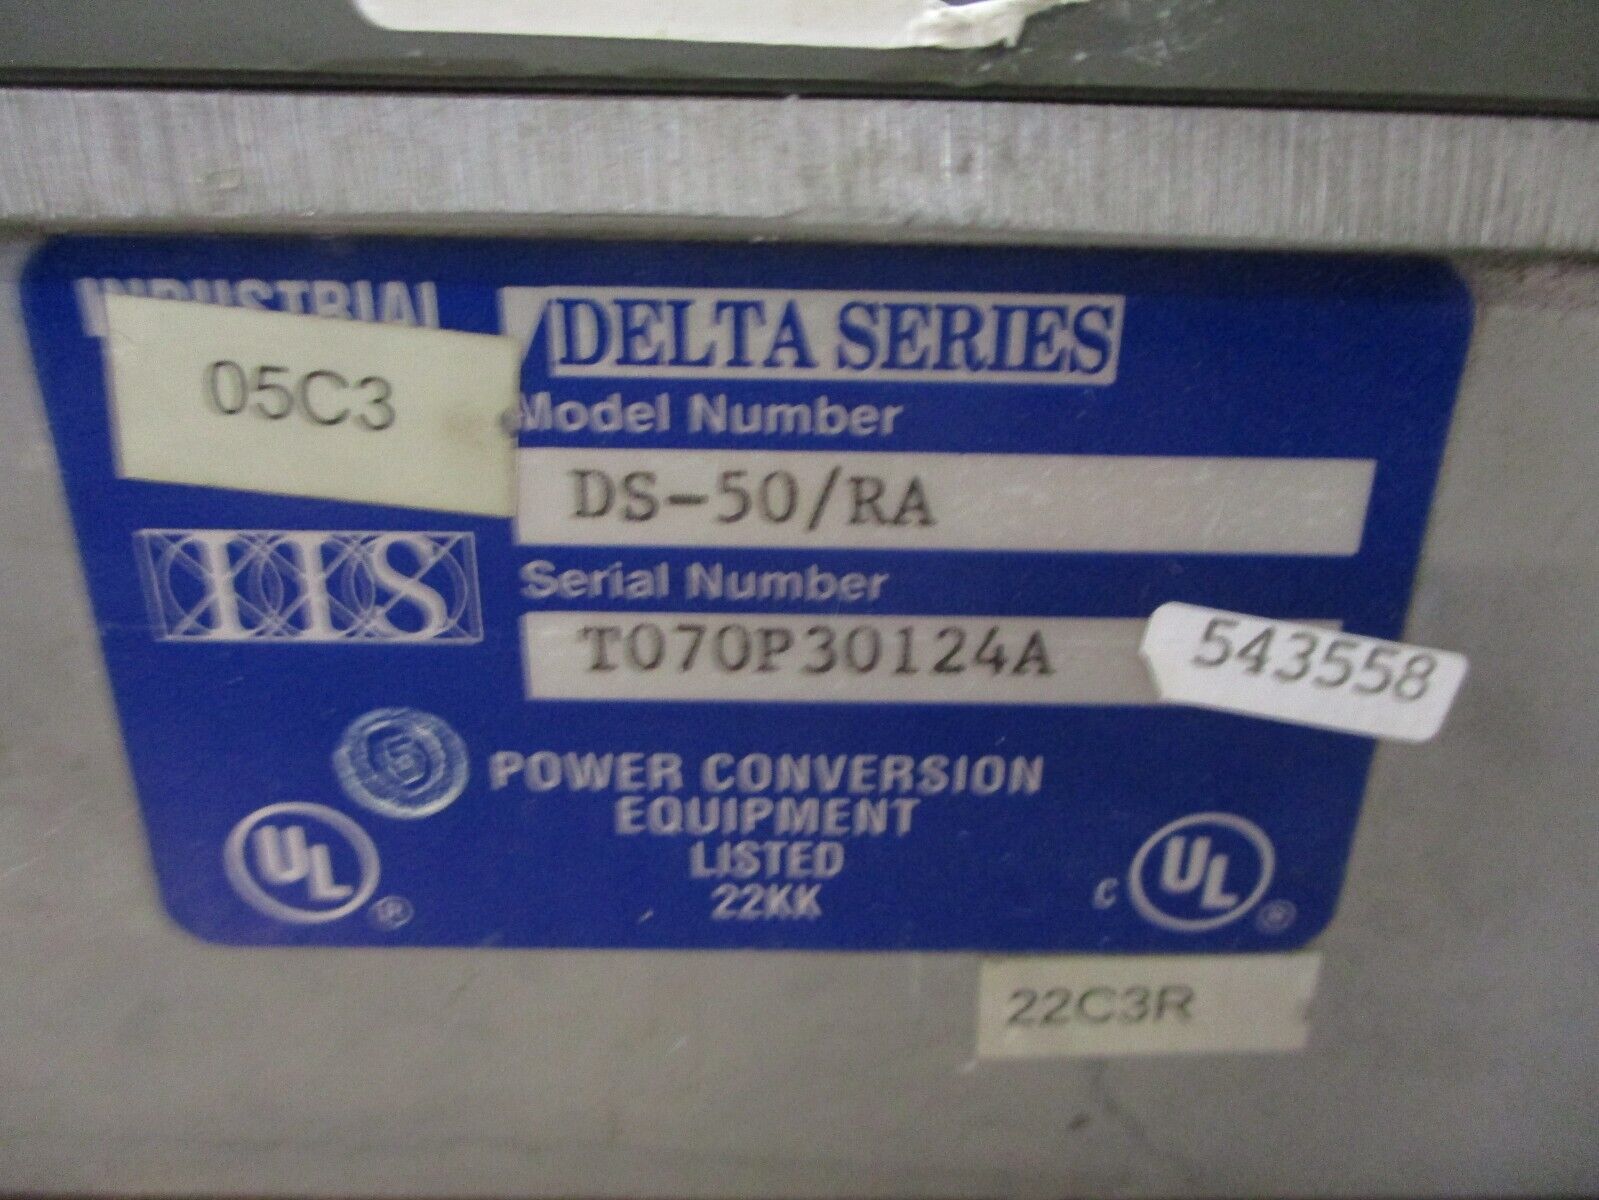 INDUSTRIAL
DELTA SERIES
05C3
Model Number
DS-50/RA
IIS
Serial Number
T070P30124A
543558
POWER CONVERSION
EQUIPMENT
LISTED
22KK
UL ®
C UL ®
22C3R